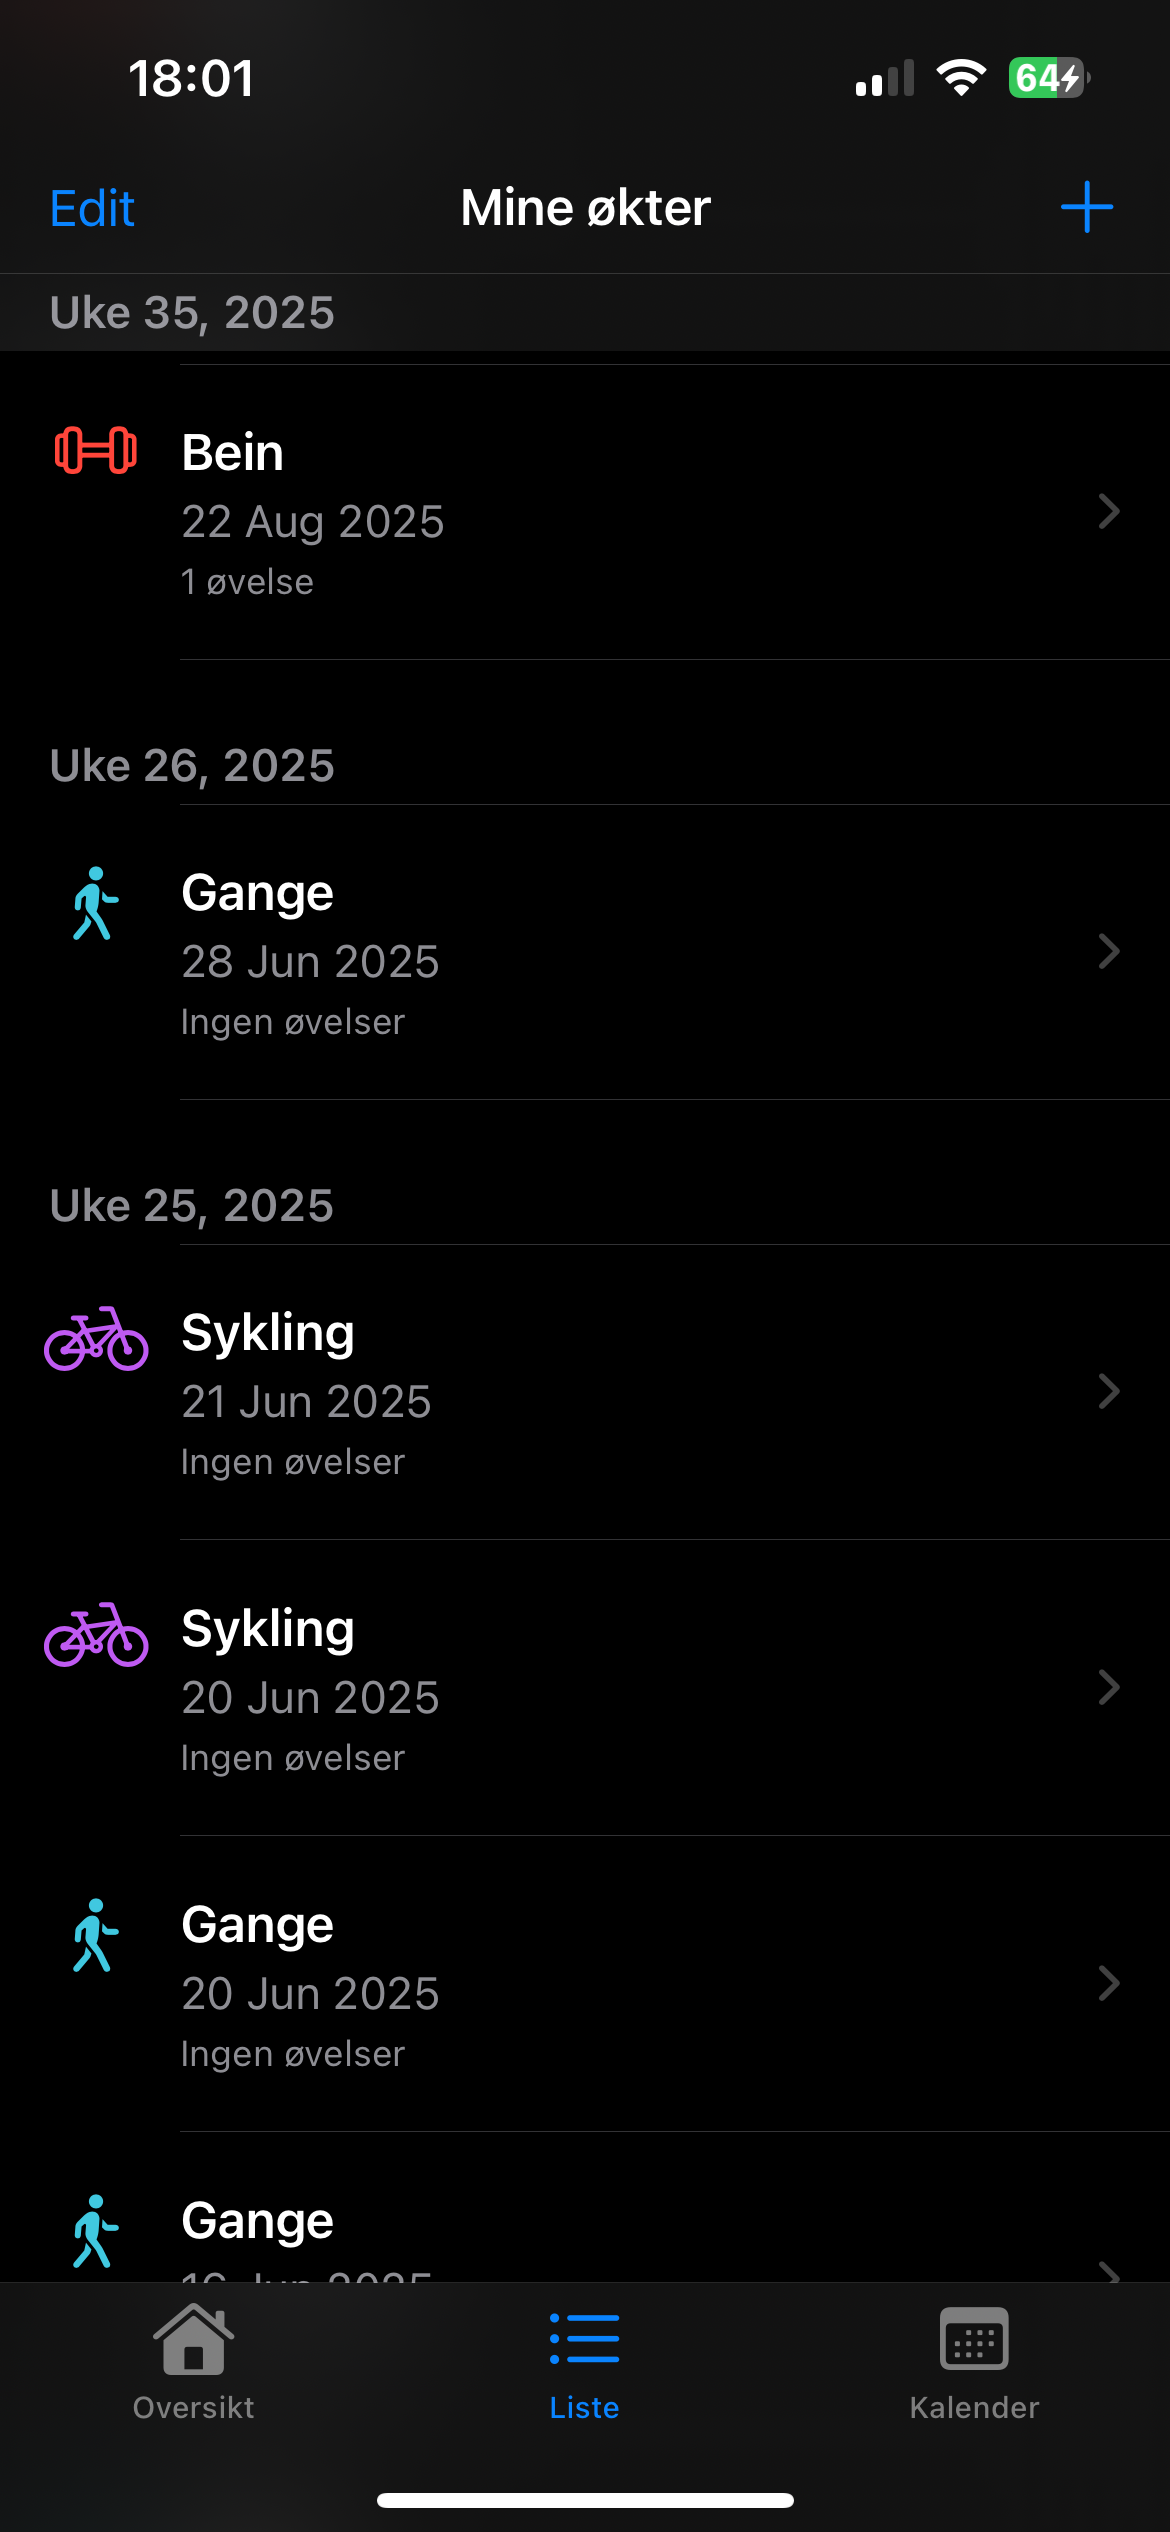 18:01
64
Edit
Mine økter
Uke 35, 2025
Bein
22 Aug 2025
1 øvelse
Uke 26, 2025
Gange
28 Jun 2025
Ingen øvelser
Uke 25, 2025
Sykling
21 Jun 2025
Ingen øvelser
Sykling
20 Jun 2025
Ingen øvelser
Gange
20 Jun 2025
Ingen øvelser
Gange
Jun 2025
Oversikt
Liste
Kalender